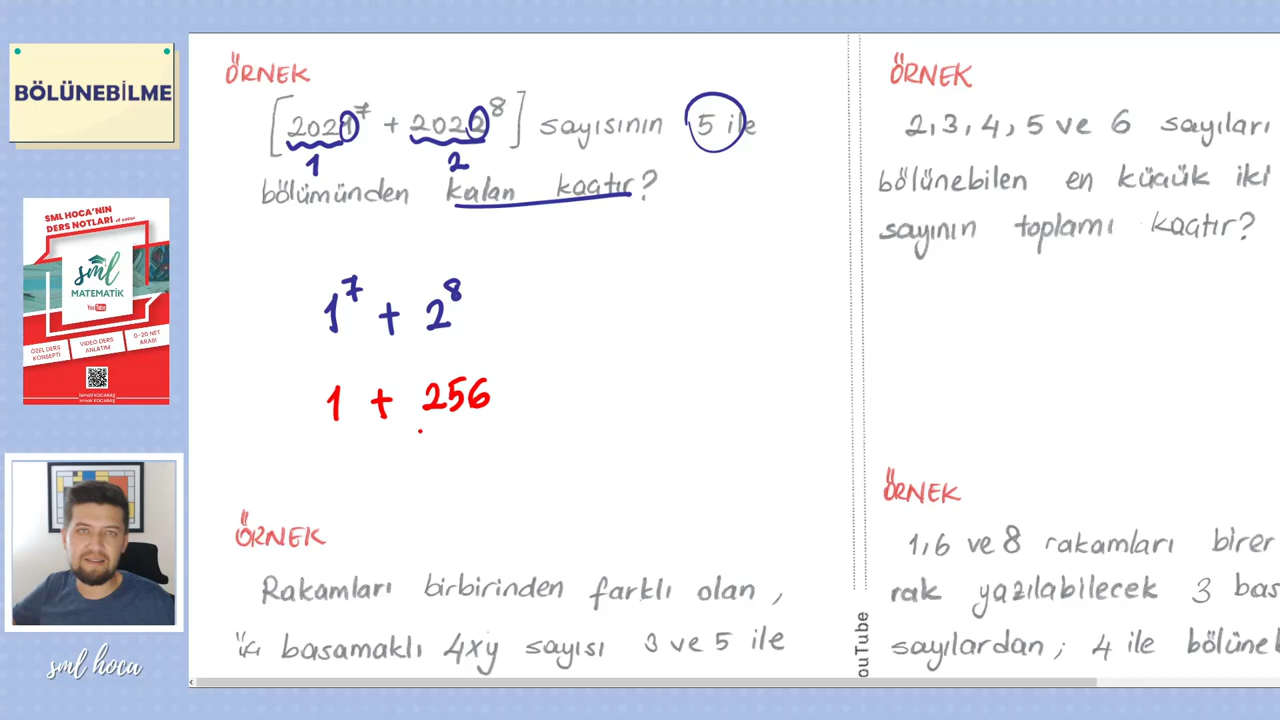 BÖLÜNEBİLME
SML HOCA'NIN
DERS NOTLARI
sml
MATEMATİK
YouTube
ÖZEL DERS
KONSEPTİ
VİDEO DERS
ANLATIM
0-20 NET
ARASI
sml hoca
ÖRNEK
[2021^7 + 2022^8] sayısının 5 ile
1 2
bölümünden kalan kaçtır?
1^7 + 2^8
1 + 256
ÖRNEK
Rakamları birbirinden farklı olan,
iki basamaklı 4xy sayısı 3 ve 5 ile
ouTube
ÖRNEK
2, 3, 4, 5 ve 6 sayıları
bölünebilen en küçük iki
sayının toplamı kaçtır?
ÖRNEK
1, 6 ve 8 rakamları birer
rak yazılabilecek 3 bas
sayılardan; 4 ile bölüne